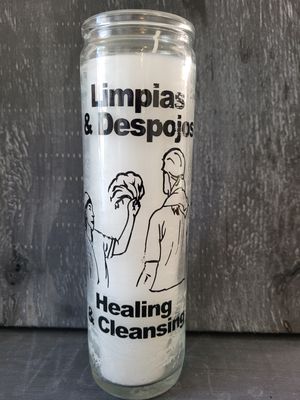 Limpias
& Despojos
Healing
& Cleansing